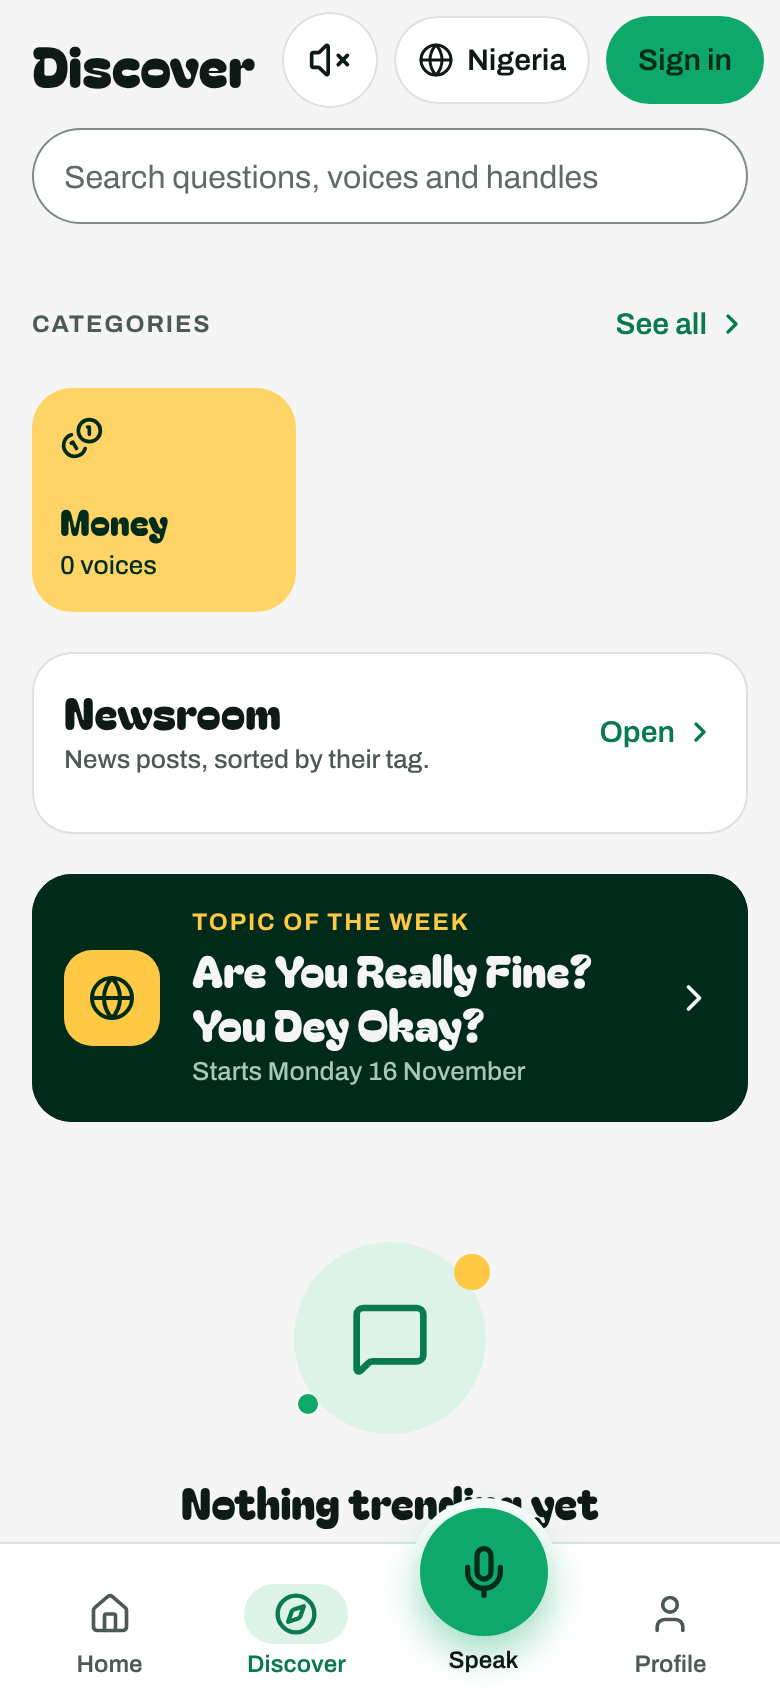 Discover
Nigeria
Sign in
Search questions, voices and handles
CATEGORIES
See all
Money
0 voices
Newsroom
News posts, sorted by their tag.
Open
TOPIC OF THE WEEK
Are You Really Fine?
You Dey Okay?
Starts Monday 16 November
Nothing trending yet
Home
Discover
Speak
Profile